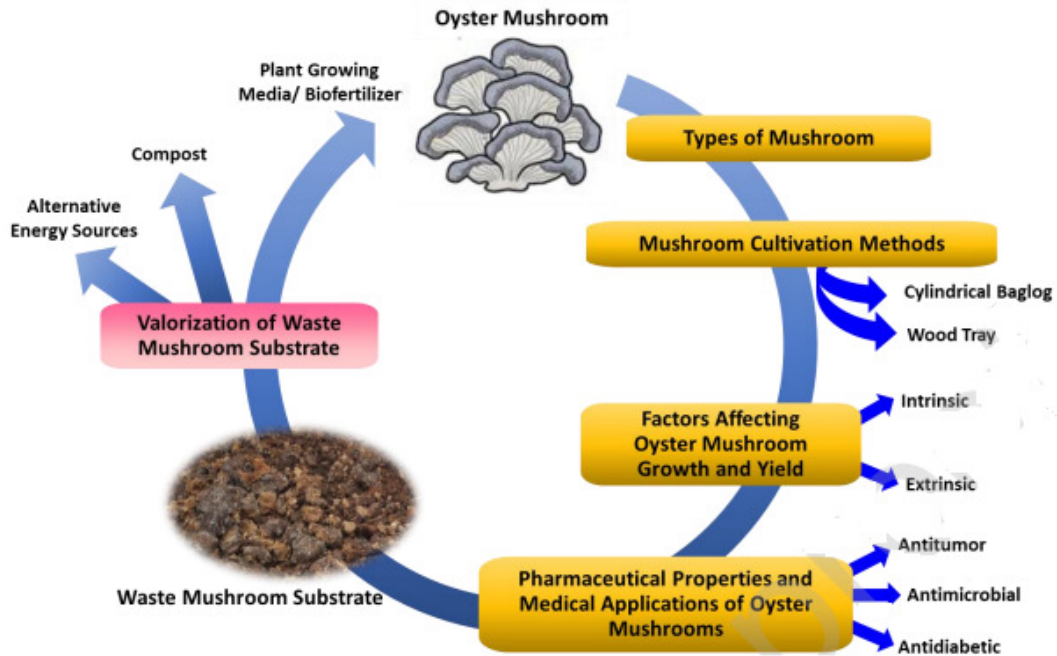 Oyster Mushroom
Plant Growing
Media/ Biofertilizer
Compost
Alternative
Energy Sources
Types of Mushroom
Mushroom Cultivation Methods
Cylindrical Baglog
Wood Tray
Valorization of Waste
Mushroom Substrate
Factors Affecting
Oyster Mushroom
Growth and Yield
Intrinsic
Extrinsic
Waste Mushroom Substrate
Pharmaceutical Properties and
Medical Applications of Oyster
Mushrooms
Antitumor
Antimicrobial
Antidiabetic